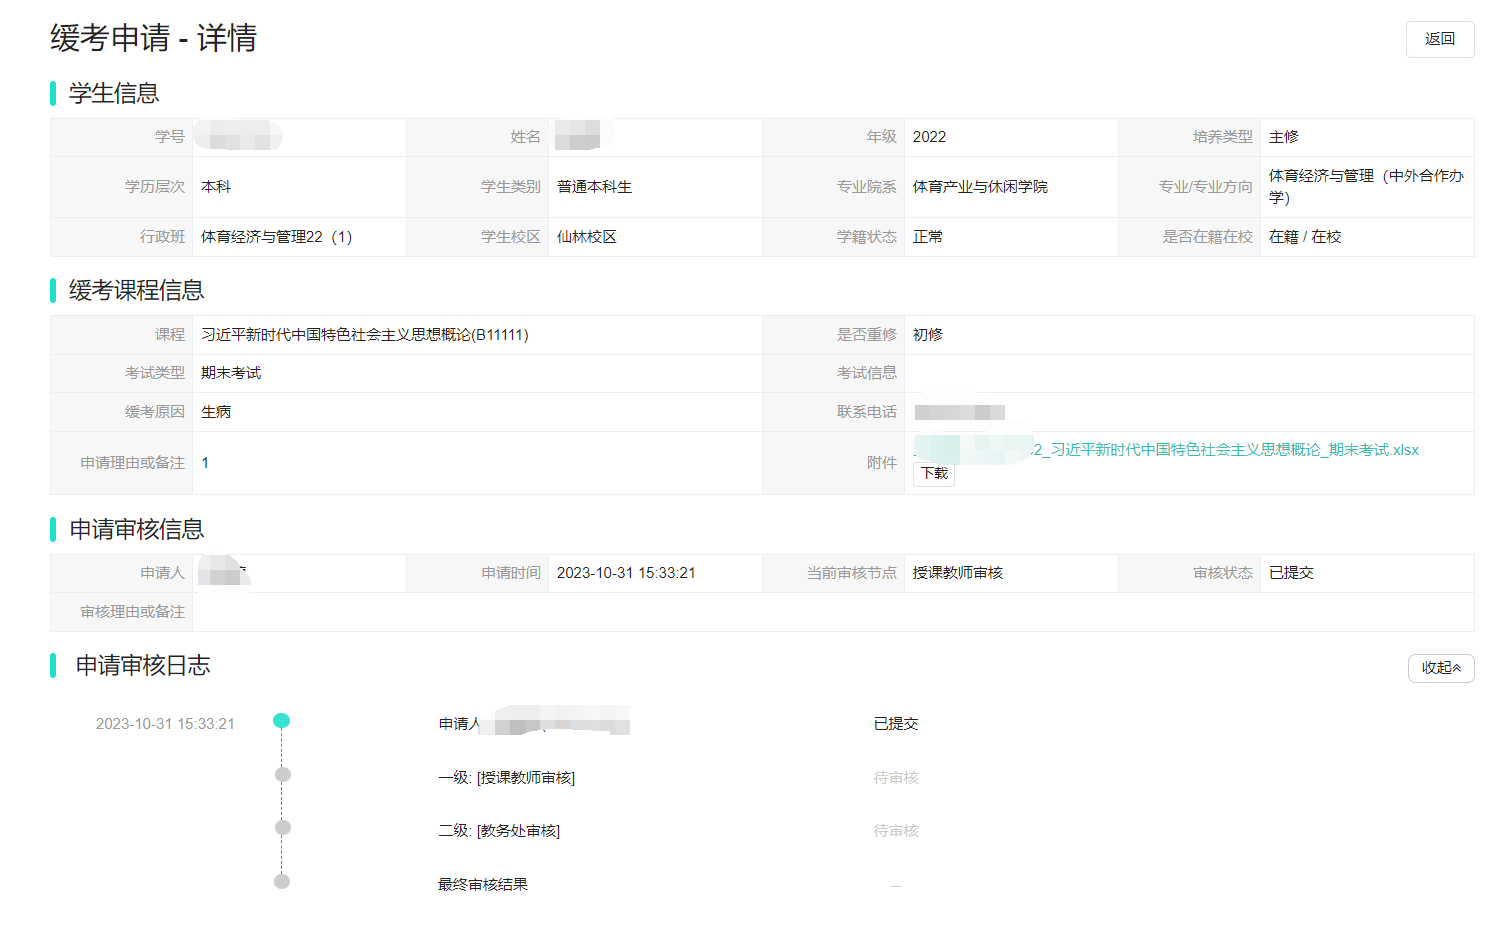 缓考申请 - 详情
返回
学生信息
学号 姓名 年级 2022 培养类型 主修
学历层次 本科 学生类别 普通本科生 专业院系 体育产业与休闲学院 专业/专业方向 体育经济与管理（中外合作办
学）
行政班 体育经济与管理22（1） 学生校区 仙林校区 学籍状态 正常 是否在籍在校 在籍 / 在校
缓考课程信息
课程 习近平新时代中国特色社会主义思想概论(B11111) 是否重修 初修
考试类型 期末考试 考试信息
缓考原因 生病 联系电话
申请理由或备注 1 附件 2_习近平新时代中国特色社会主义思想概论_期末考试.xlsx
下载
申请审核信息
申请人 申请时间 2023-10-31 15:33:21 当前审核节点 授课教师审核 审核状态 已提交
审核理由或备注
申请审核日志
收起
2023-10-31 15:33:21 申请人 已提交
一级: [授课教师审核] 待审核
二级: [教务处审核] 待审核
最终审核结果 –